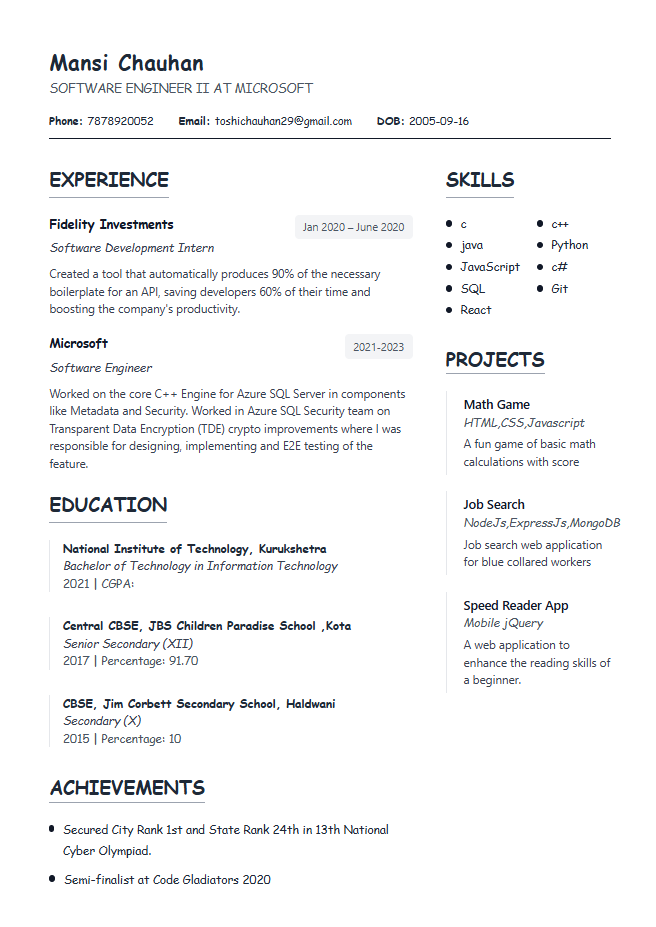 Mansi Chauhan
SOFTWARE ENGINEER II AT MICROSOFT
Phone: 7878920052 Email: toshichauhan29@gmail.com DOB: 2005-09-16
EXPERIENCE
Fidelity Investments Jan 2020 – June 2020
Software Development Intern
Created a tool that automatically produces 90% of the necessary
boilerplate for an API, saving developers 60% of their time and
boosting the company's productivity.
Microsoft 2021-2023
Software Engineer
Worked on the core C++ Engine for Azure SQL Server in components
like Metadata and Security. Worked in Azure SQL Security team on
Transparent Data Encryption (TDE) crypto improvements where I was
responsible for designing, implementing and E2E testing of the
feature.
EDUCATION
National Institute of Technology, Kurukshetra
Bachelor of Technology in Information Technology
2021 | CGPA:
Central CBSE, JBS Children Paradise School ,Kota
Senior Secondary (XII)
2017 | Percentage: 91.70
CBSE, Jim Corbett Secondary School, Haldwani
Secondary (X)
2015 | Percentage: 10
ACHIEVEMENTS
• Secured City Rank 1st and State Rank 24th in 13th National
Cyber Olympiad.
• Semi-finalist at Code Gladiators 2020
SKILLS
• c • c++
• java • Python
• JavaScript • c#
• SQL • Git
• React
PROJECTS
Math Game
HTML,CSS,Javascript
A fun game of basic math
calculations with score
Job Search
NodeJs,ExpressJs,MongoDB
Job search web application
for blue collared workers
Speed Reader App
Mobile jQuery
A web application to
enhance the reading skills of
a beginner.